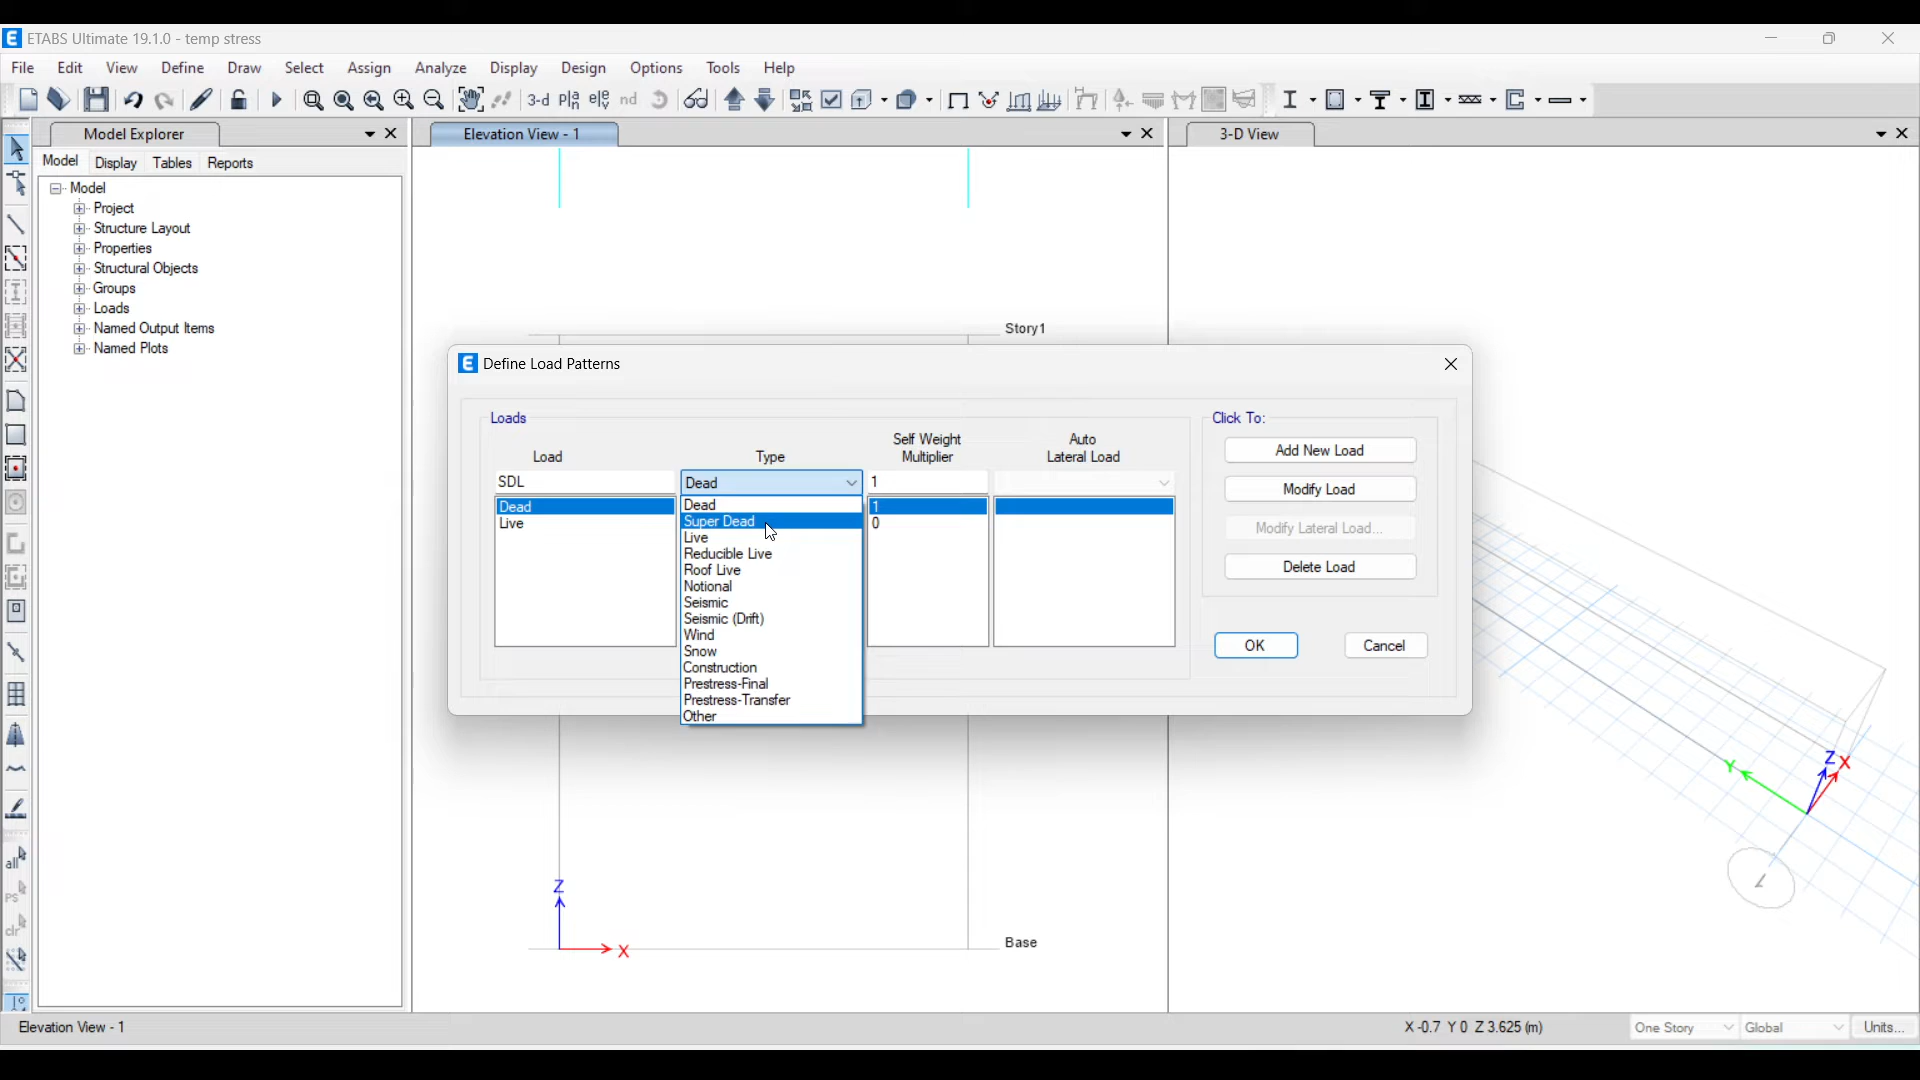 ETABS Ultimate 19.1.0 - temp stress
File Edit View Define Draw Select Assign Analyze Display Design Options Tools Help
3-d nd
Model Explorer
Model Display Tables Reports
Model
Project
Structure Layout
Properties
Structural Objects
Groups
Loads
Named Output Items
Named Plots
Elevation View - 1
Story1
Base
Z
X
3-D View
Y
Z
X
Define Load Patterns
Loads
Load
Type
Self Weight
Multiplier
Auto
Lateral Load
SDL Dead 1
Dead 1
Live 0
Dead
Super Dead
Live
Reducible Live
Roof Live
Notional
Seismic
Seismic (Drift)
Wind
Snow
Construction
Prestress-Final
Prestress-Transfer
Other
Click To:
Add New Load
Modify Load
Modify Lateral Load...
Delete Load
OK Cancel
all
PS
clr
Elevation View - 1
X -0.7 Y 0 Z 3.625 (m)
One Story Global Units...